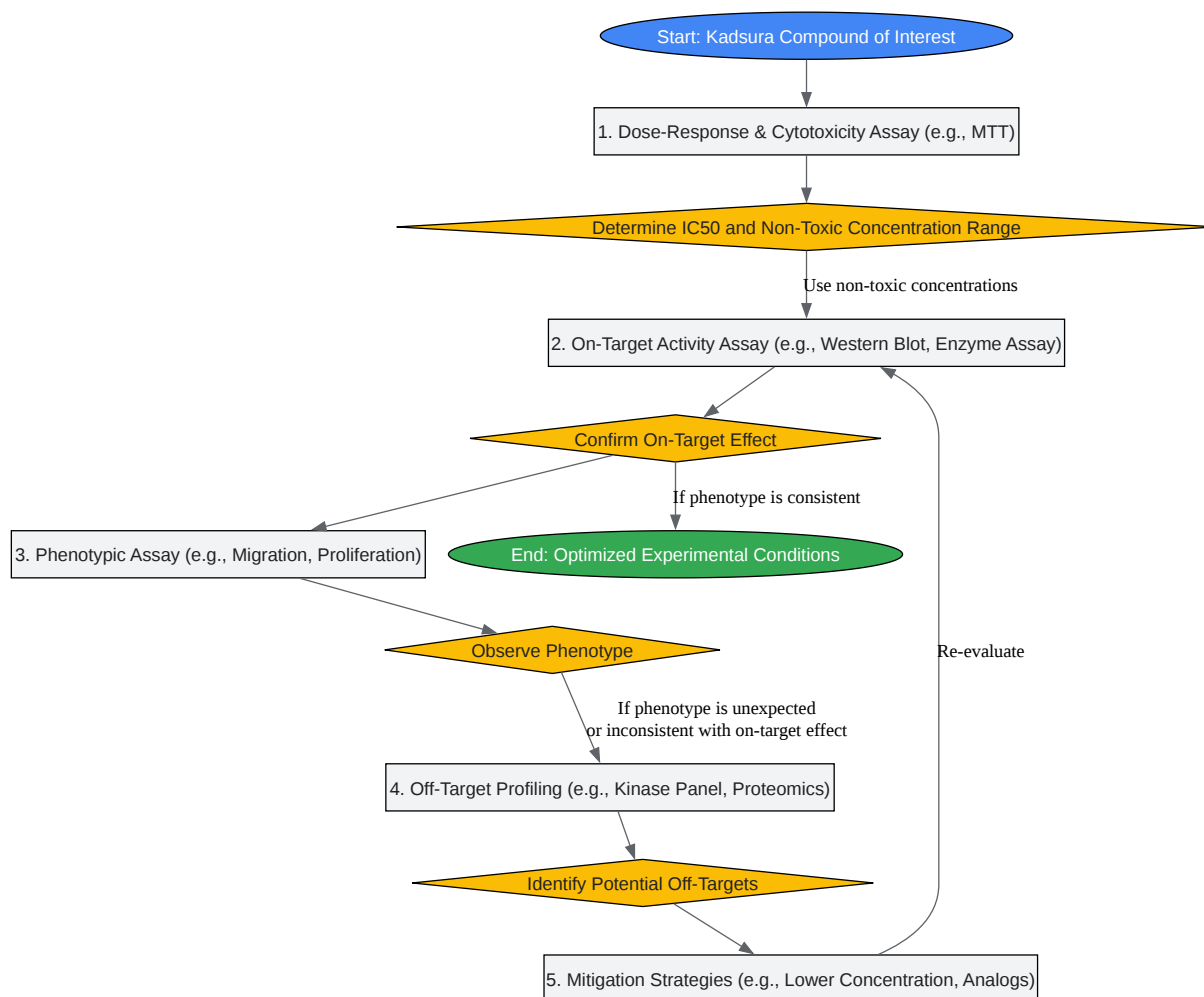 Start: Kadsura Compound of Interest
1. Dose-Response & Cytotoxicity Assay (e.g., MTT)
Determine IC50 and Non-Toxic Concentration Range
Use non-toxic concentrations
2. On-Target Activity Assay (e.g., Western Blot, Enzyme Assay)
Confirm On-Target Effect
If phenotype is consistent
3. Phenotypic Assay (e.g., Migration, Proliferation)
End: Optimized Experimental Conditions
Observe Phenotype
Re-evaluate
If phenotype is unexpected
or inconsistent with on-target effect
4. Off-Target Profiling (e.g., Kinase Panel, Proteomics)
Identify Potential Off-Targets
5. Mitigation Strategies (e.g., Lower Concentration, Analogs)